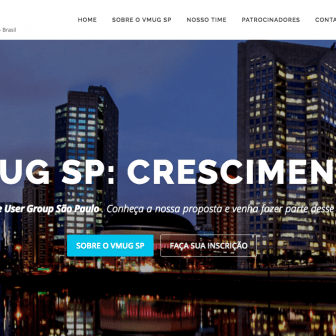 HOME SOBRE O VMUG SP NOSSO TIME PATROCINADORES CONTA
Brasil
UG SP: CRESCIMEN
User Group São Paulo - Conheça a nossa proposta e venha fazer parte desse
SOBRE O VMUG SP FAÇA SUA INSCRIÇÃO